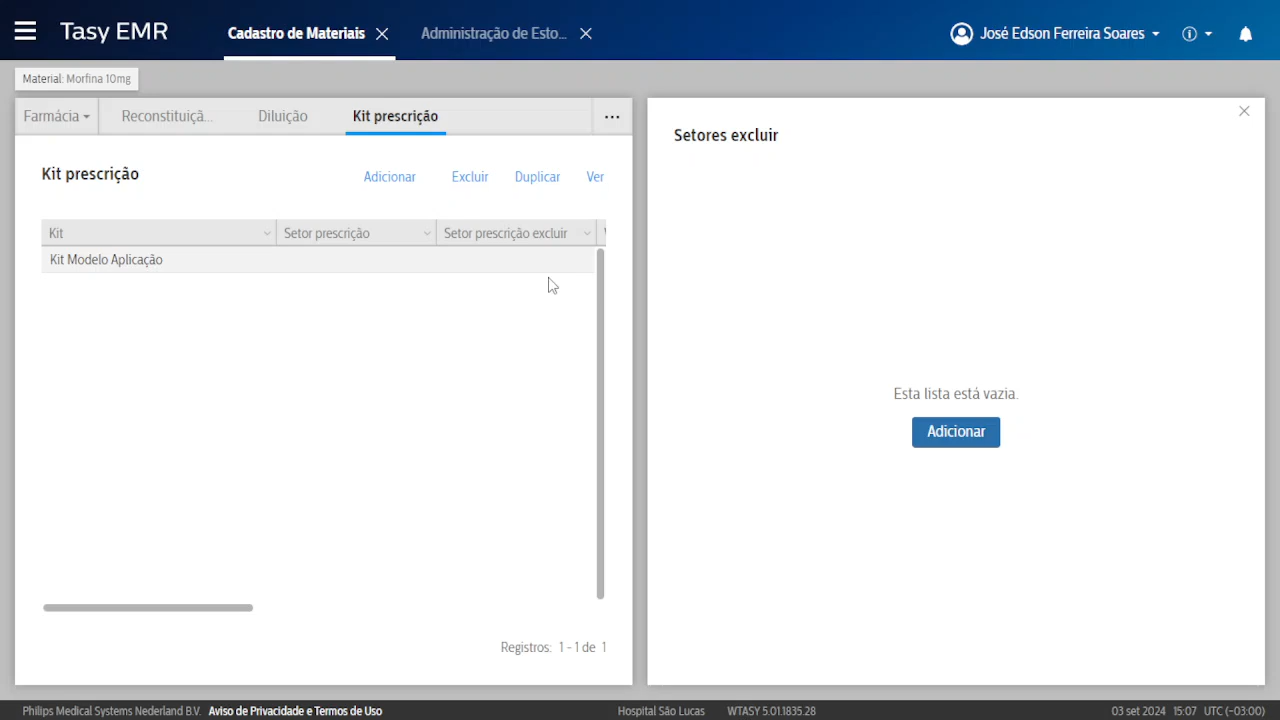 Tasy EMR
Cadastro de Materiais
Administração de Esto...
José Edson Ferreira Soares
Material: Morfina 10mg
Farmácia
Reconstituiçã...
Diluição
Kit prescrição
...
Setores excluir
Kit prescrição
Adicionar
Excluir
Duplicar
Ver
Kit
Setor prescrição
Setor prescrição excluir
Kit Modelo Aplicação
Esta lista está vazia.
Adicionar
Registros: 1 - 1 de 1
Philips Medical Systems Nederland B.V. Aviso de Privacidade e Termos de Uso
Hospital São Lucas
WTASY 5.01.1835.28
03 set 2024 15:07 UTC (-03:00)